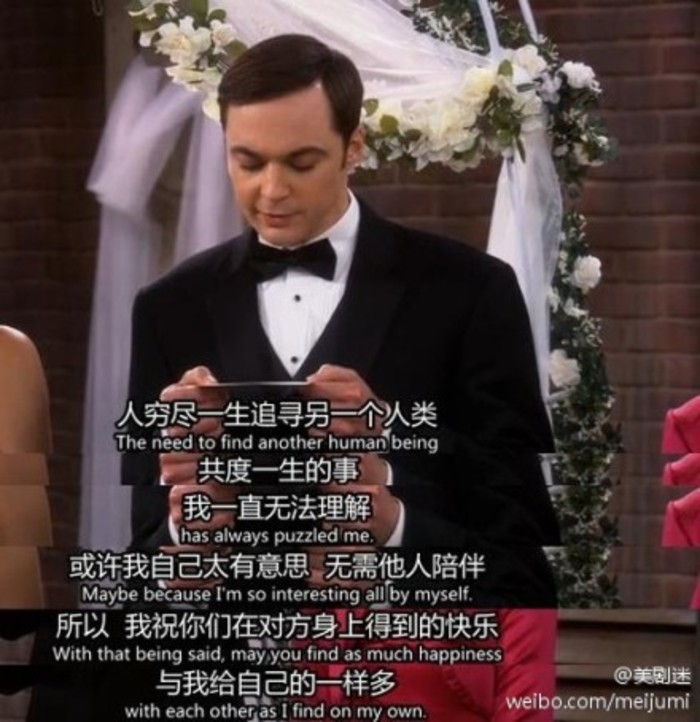 人穷尽一生追寻另一个人类
The need to find another human being
共度一生的事
我一直无法理解
has always puzzled me.
或许我自己太有意思 无需他人陪伴
Maybe because I'm so interesting all by myself.
所以 我祝你们在对方身上得到的快乐
With that being said, may you find as much happiness
与我给自己的一样多
with each other as I find on my own.
@美剧迷
weibo.com/meijumi